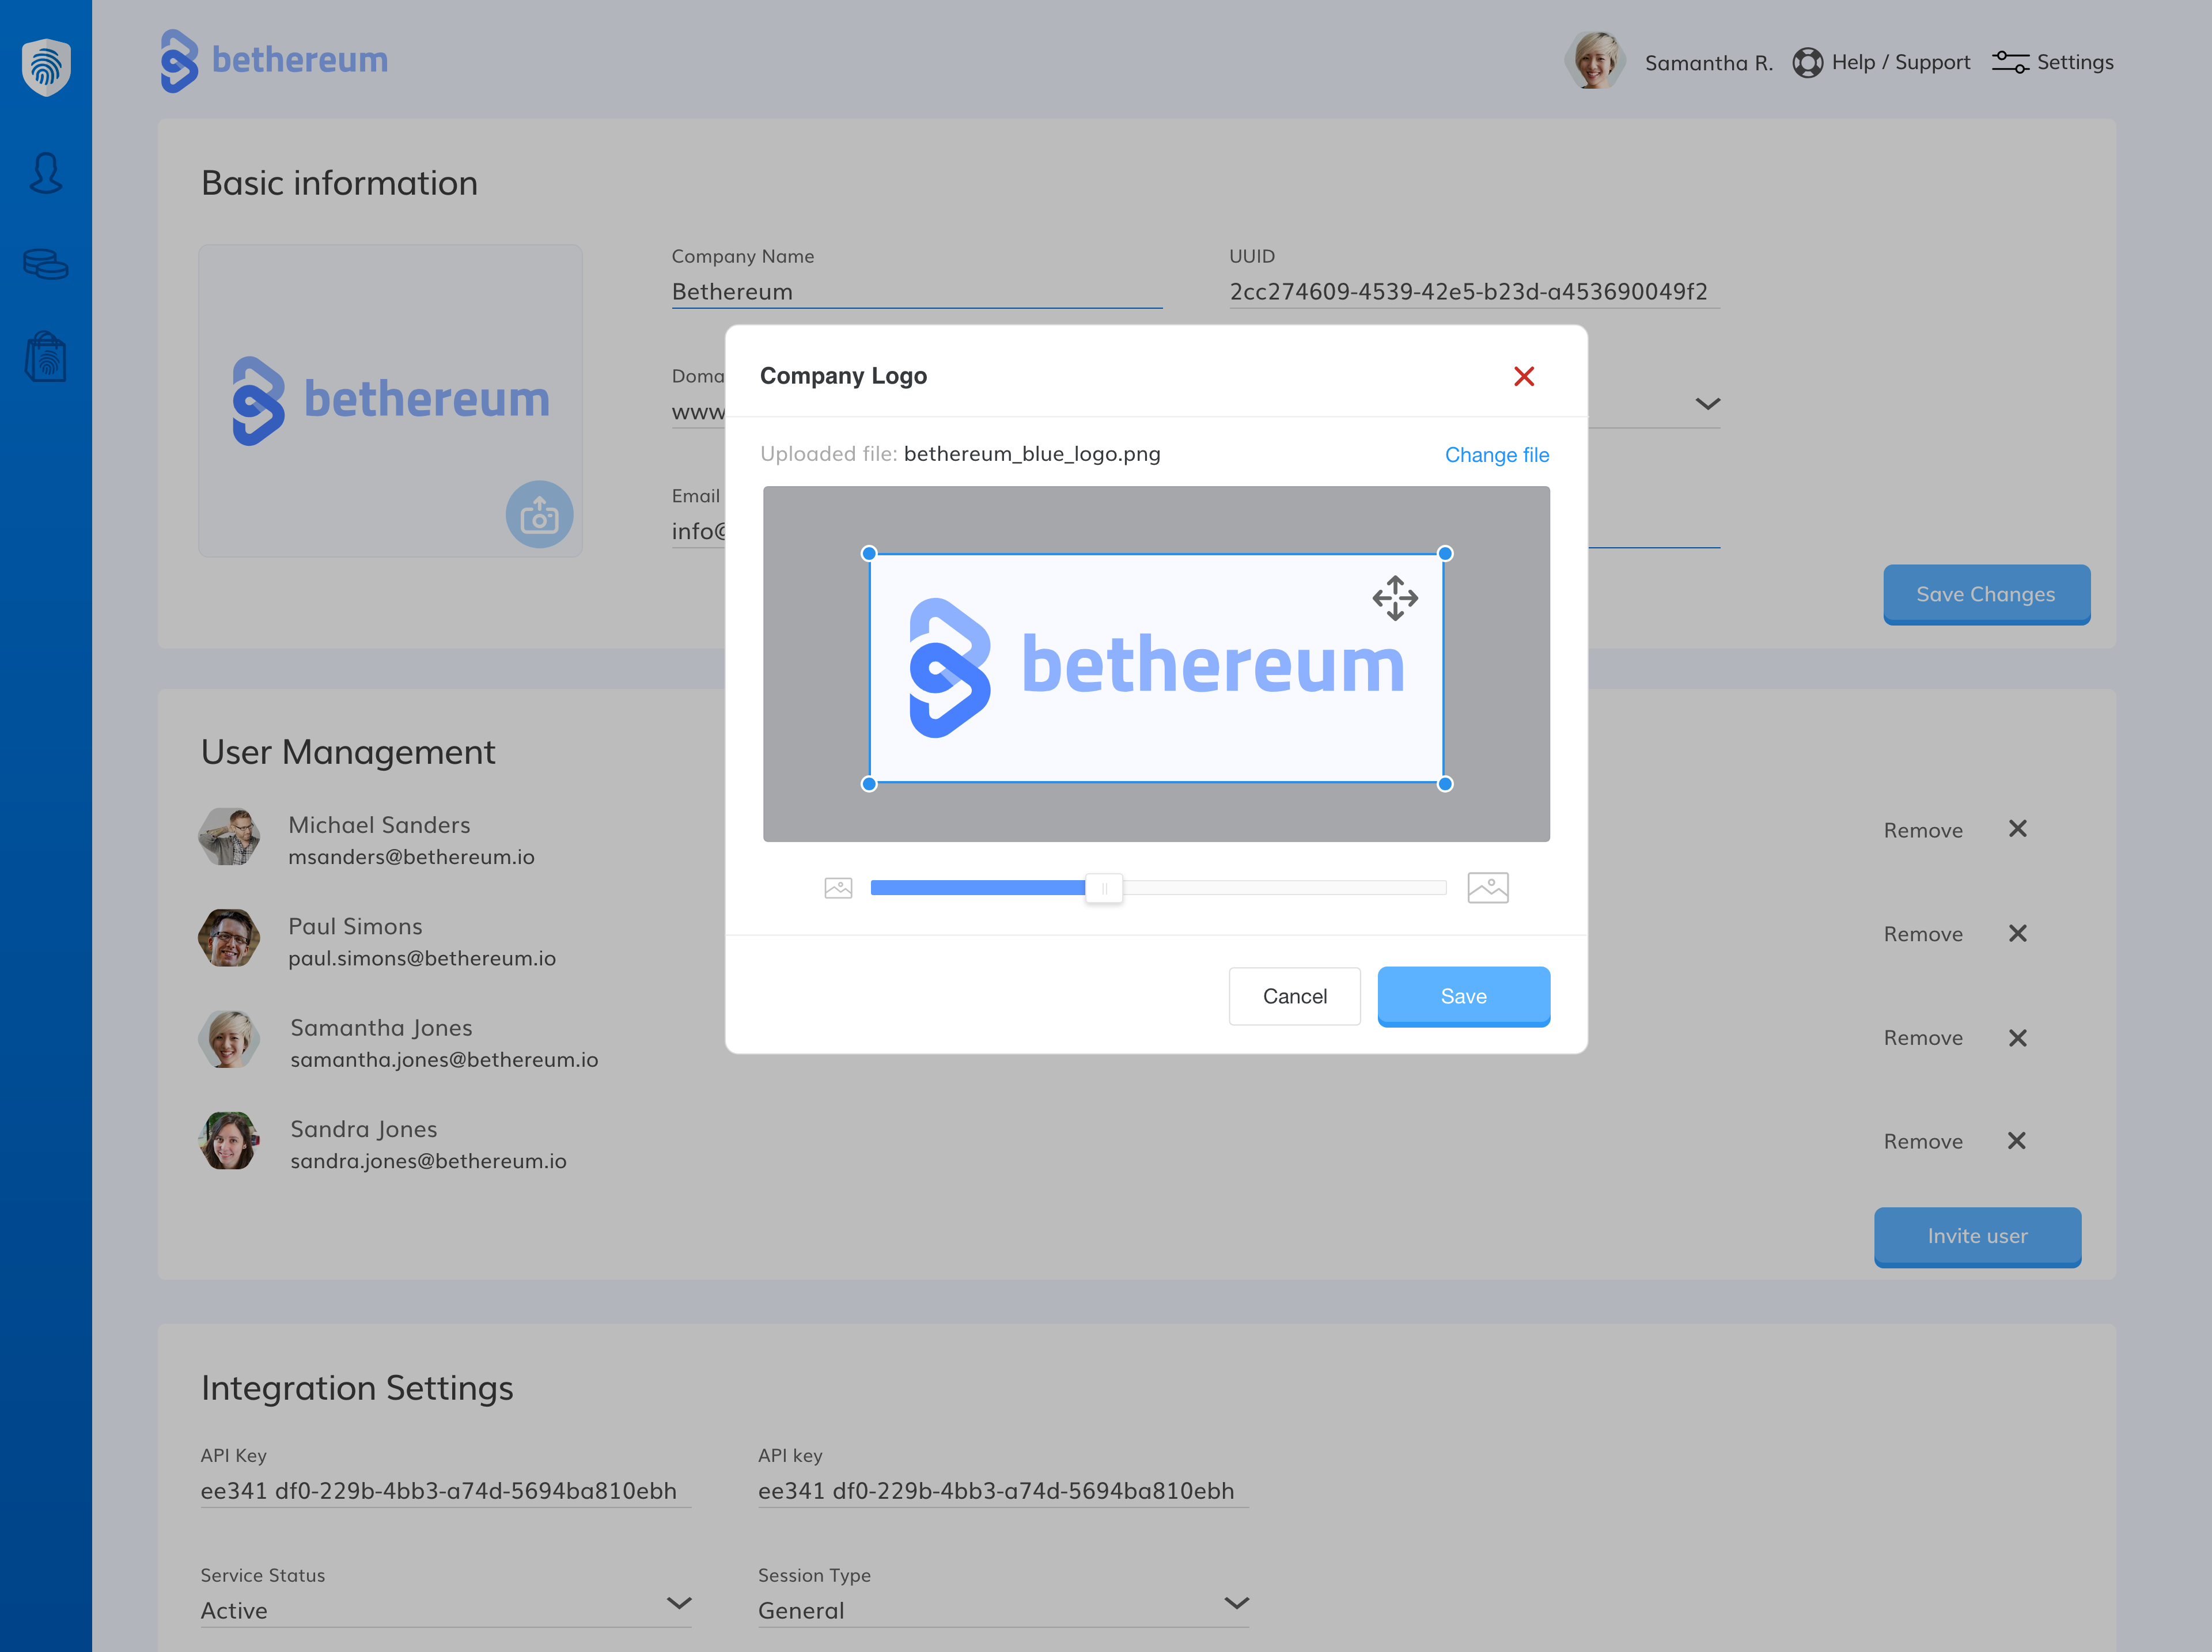 bethereum
Samantha R.
Help / Support
Settings
Basic information
bethereum
Company Name
Bethereum
UUID
2cc274609-4539-42e5-b23d-a453690049f2
Doma
www
Email
info@
Save Changes
Company Logo
Uploaded file: bethereum_blue_logo.png
Change file
bethereum
Cancel
Save
User Management
Michael Sanders
msanders@bethereum.io
Remove
Paul Simons
paul.simons@bethereum.io
Remove
Samantha Jones
samantha.jones@bethereum.io
Remove
Sandra Jones
sandra.jones@bethereum.io
Remove
Invite user
Integration Settings
API Key
ee341 df0-229b-4bb3-a74d-5694ba810ebh
API key
ee341 df0-229b-4bb3-a74d-5694ba810ebh
Service Status
Active
Session Type
General